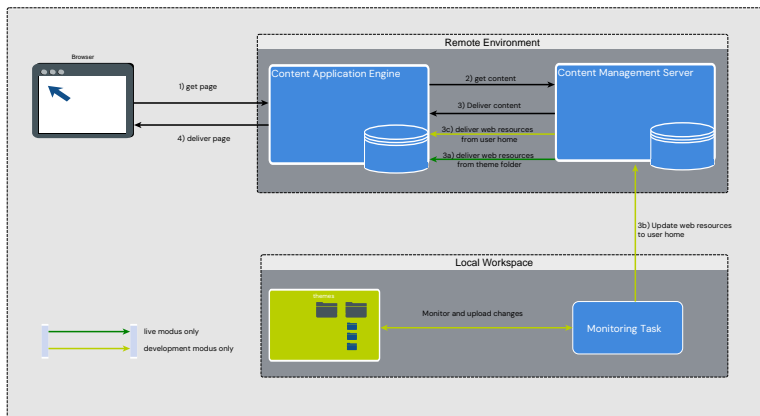 Remote Environment
Browser
Content Application Engine
Content Management Server
2) get content
1) get page
3) Deliver content
3c) deliver web resources
from user home
4) deliver page
3a) deliver web resources
from theme folder
3b) Update web resources
to user home
Local Workspace
themes
Monitor and upload changes
Monitoring Task
live modus only
development modus only